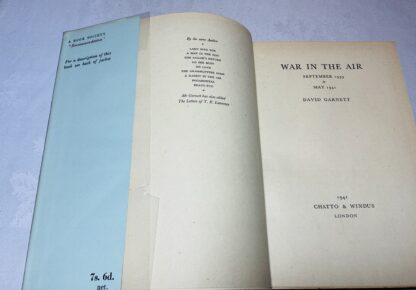 A BOOK SOCIETY
"Recommendation"
For a description of this
book see back of jacket
7s. 6d.
net.
By the same Author
LADY INTO FOX
A MAN IN THE ZOO
THE SAILOR'S RETURN
GO SHE MUST
NO LOVE
THE GRASSHOPPERS COME
A RABBIT IN THE AIR
POCAHONTAS
BEANY-EYE
Mr Garnett has also edited
The Letters of T. E. Lawrence
WAR IN THE AIR
SEPTEMBER 1939
MAY 1941
DAVID GARNETT
1941
CHATTO & WINDUS
LONDON